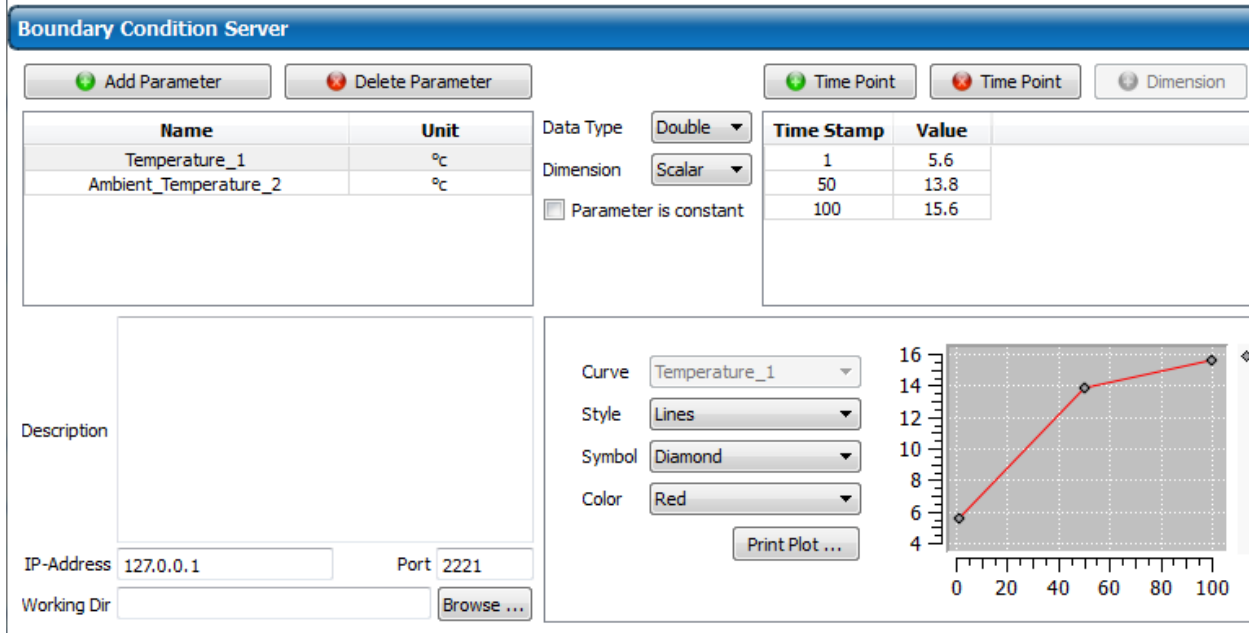 Boundary Condition Server
Add Parameter Delete Parameter Time Point Time Point Dimension
Name Unit
Temperature_1 °c
Ambient_Temperature_2 °c
Data Type Double
Dimension Scalar
Parameter is constant
Time Stamp Value
1 5.6
50 13.8
100 15.6
Description
IP-Address 127.0.0.1 Port 2221
Working Dir Browse ...
Curve Temperature_1
Style Lines
Symbol Diamond
Color Red
Print Plot ...
16
14
12
10
8
6
4
0 20 40 60 80 100